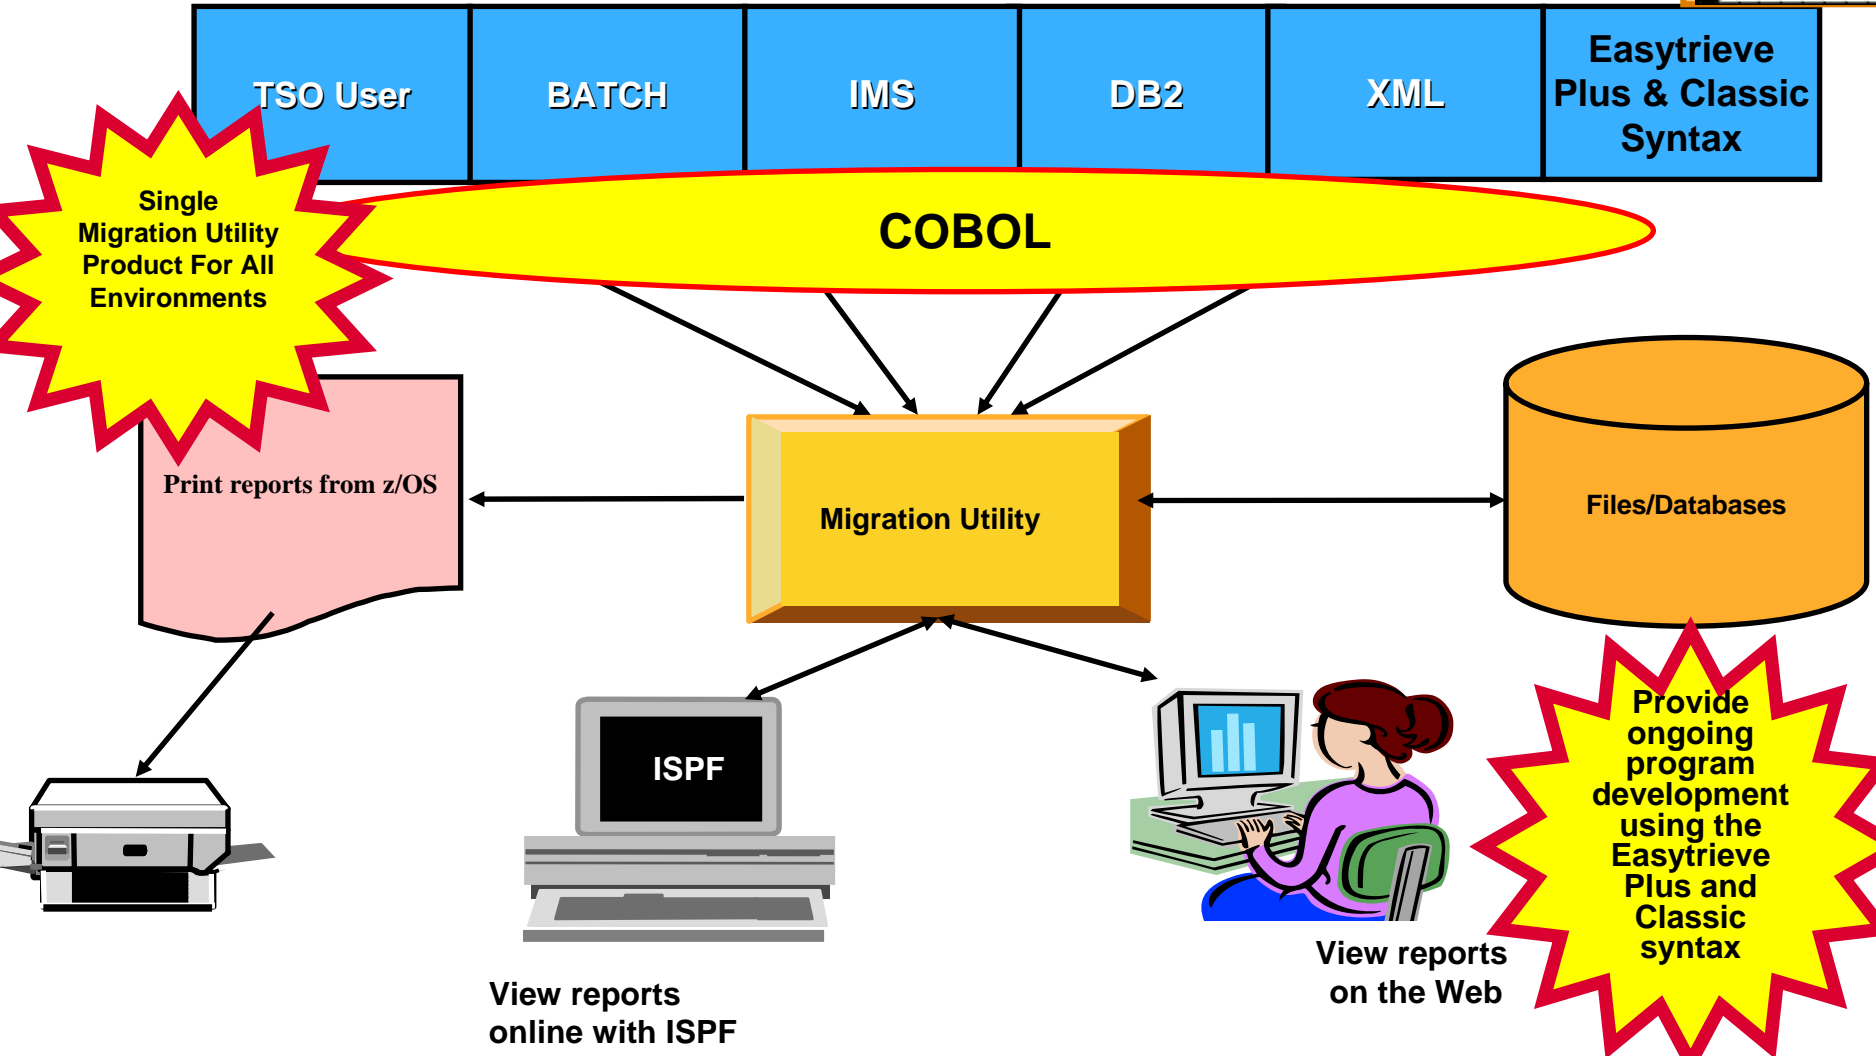 TSO User
BATCH
IMS
DB2
XML
Easytrieve
Plus & Classic
Syntax
COBOL
Single
Migration Utility
Product For All
Environments
Print reports from z/OS
Migration Utility
Files/Databases
ISPF
View reports
online with ISPF
View reports
on the Web
Provide
ongoing
program
development
using the
Easytrieve
Plus and
Classic
syntax